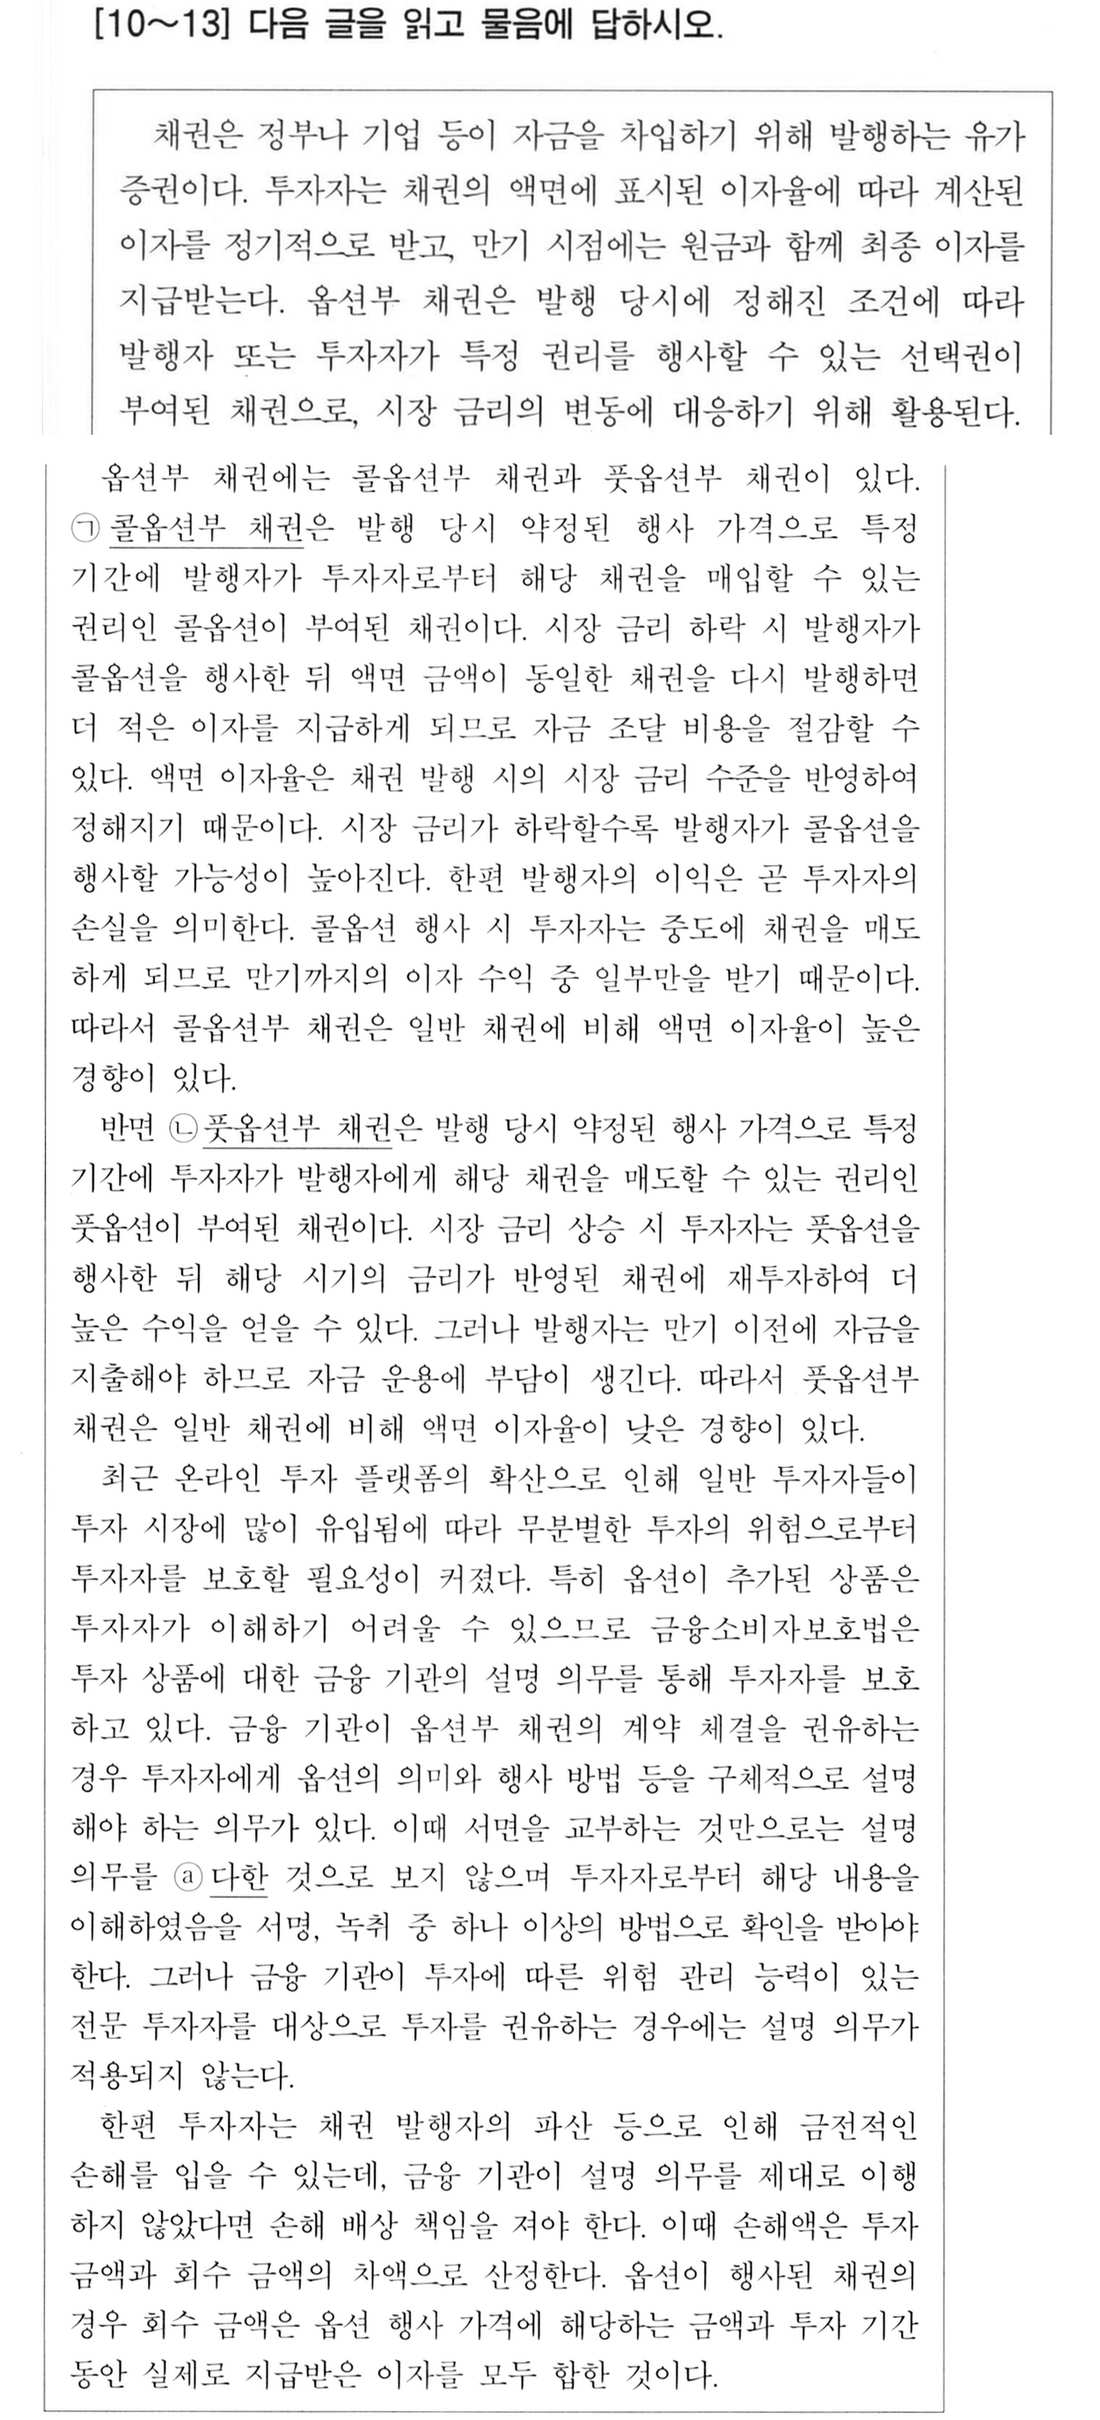 [10～13] 다음 글을 읽고 물음에 답하시오.
채권은 정부나 기업 등이 자금을 차입하기 위해 발행하는 유가
증권이다. 투자자는 채권의 액면에 표시된 이자율에 따라 계산된
이자를 정기적으로 받고, 만기 시점에는 원금과 함께 최종 이자를
지급받는다. 옵션부 채권은 발행 당시에 정해진 조건에 따라
발행자 또는 투자자가 특정 권리를 행사할 수 있는 선택권이
부여된 채권으로, 시장 금리의 변동에 대응하기 위해 활용된다.
옵션부 채권에는 콜옵션부 채권과 풋옵션부 채권이 있다.
㉠ 콜옵션부 채권은 발행 당시 약정된 행사 가격으로 특정
기간에 발행자가 투자자로부터 해당 채권을 매입할 수 있는
권리인 콜옵션이 부여된 채권이다. 시장 금리 하락 시 발행자가
콜옵션을 행사한 뒤 액면 금액이 동일한 채권을 다시 발행하면
더 적은 이자를 지급하게 되므로 자금 조달 비용을 절감할 수
있다. 액면 이자율은 채권 발행 시의 시장 금리 수준을 반영하여
정해지기 때문이다. 시장 금리가 하락할수록 발행자가 콜옵션을
행사할 가능성이 높아진다. 한편 발행자의 이익은 곧 투자자의
손실을 의미한다. 콜옵션 행사 시 투자자는 중도에 채권을 매도
하게 되므로 만기까지의 이자 수익 중 일부만을 받기 때문이다.
따라서 콜옵션부 채권은 일반 채권에 비해 액면 이자율이 높은
경향이 있다.
반면 ㉡ 풋옵션부 채권은 발행 당시 약정된 행사 가격으로 특정
기간에 투자자가 발행자에게 해당 채권을 매도할 수 있는 권리인
풋옵션이 부여된 채권이다. 시장 금리 상승 시 투자자는 풋옵션을
행사한 뒤 해당 시기의 금리가 반영된 채권에 재투자하여 더
높은 수익을 얻을 수 있다. 그러나 발행자는 만기 이전에 자금을
지출해야 하므로 자금 운용에 부담이 생긴다. 따라서 풋옵션부
채권은 일반 채권에 비해 액면 이자율이 낮은 경향이 있다.
최근 온라인 투자 플랫폼의 확산으로 인해 일반 투자자들이
투자 시장에 많이 유입됨에 따라 무분별한 투자의 위험으로부터
투자자를 보호할 필요성이 커졌다. 특히 옵션이 추가된 상품은
투자자가 이해하기 어려울 수 있으므로 금융소비자보호법은
투자 상품에 대한 금융 기관의 설명 의무를 통해 투자자를 보호
하고 있다. 금융 기관이 옵션부 채권의 계약 체결을 권유하는
경우 투자자에게 옵션의 의미와 행사 방법 등을 구체적으로 설명
해야 하는 의무가 있다. 이때 서면을 교부하는 것만으로는 설명
의무를 ⓐ 다한 것으로 보지 않으며 투자자로부터 해당 내용을
이해하였음을 서명, 녹취 중 하나 이상의 방법으로 확인을 받아야
한다. 그러나 금융 기관이 투자에 따른 위험 관리 능력이 있는
전문 투자자를 대상으로 투자를 권유하는 경우에는 설명 의무가
적용되지 않는다.
한편 투자자는 채권 발행자의 파산 등으로 인해 금전적인
손해를 입을 수 있는데, 금융 기관이 설명 의무를 제대로 이행
하지 않았다면 손해 배상 책임을 져야 한다. 이때 손해액은 투자
금액과 회수 금액의 차액으로 산정한다. 옵션이 행사된 채권의
경우 회수 금액은 옵션 행사 가격에 해당하는 금액과 투자 기간
동안 실제로 지급받은 이자를 모두 합한 것이다.